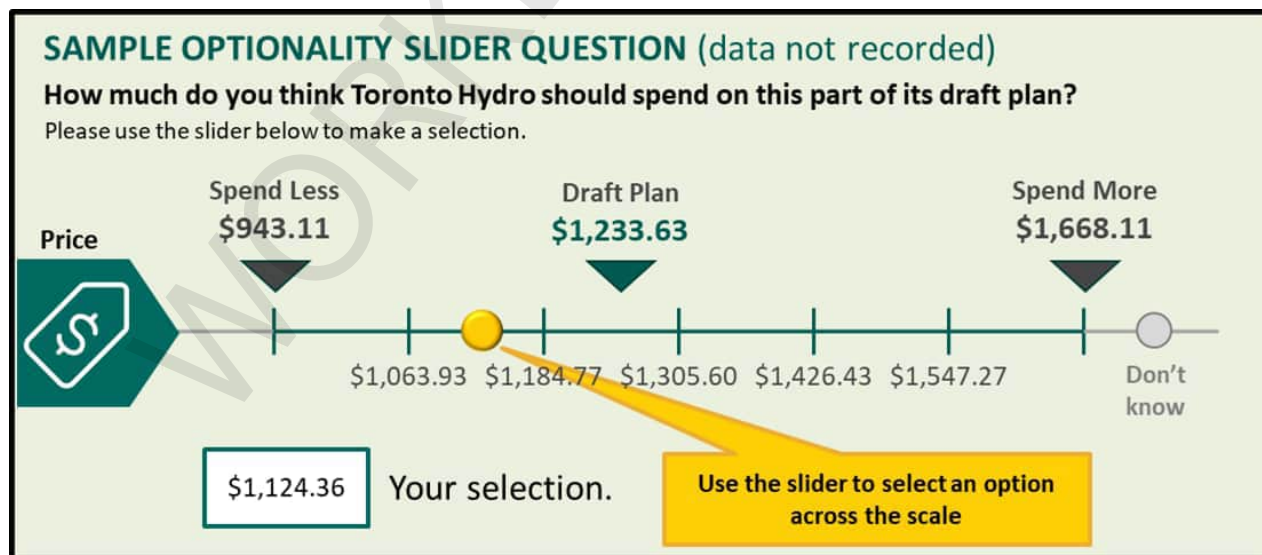 SAMPLE OPTIONALITY SLIDER QUESTION (data not recorded)
How much do you think Toronto Hydro should spend on this part of its draft plan?
Please use the slider below to make a selection.
Spend Less
$943.11
Draft Plan
$1,233.63
Spend More
$1,668.11
Price
$
$1,063.93 $1,184.77 $1,305.60 $1,426.43 $1,547.27
Don't
know
$1,124.36 Your selection.
Use the slider to select an option
across the scale